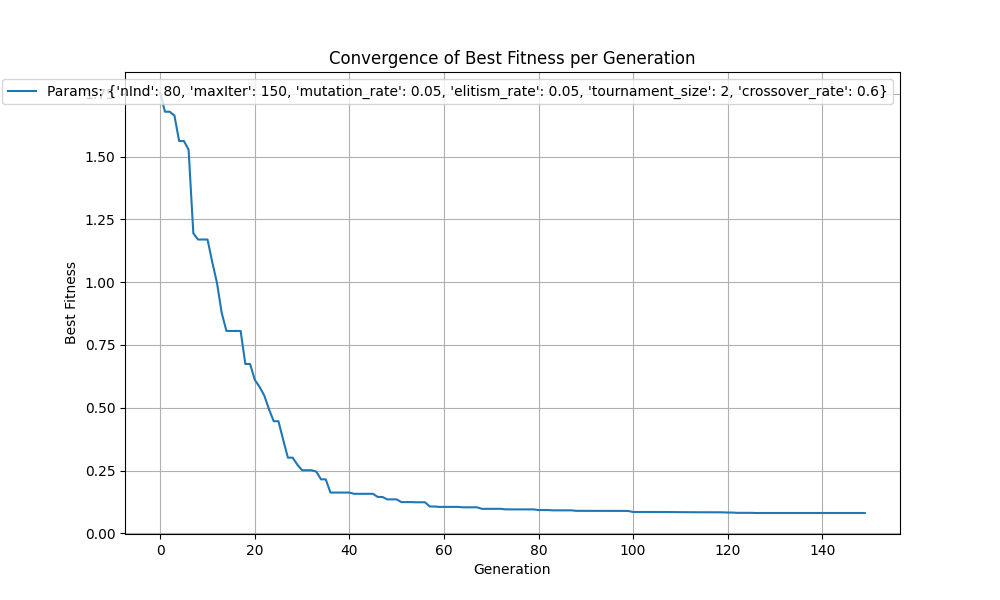 Convergence of Best Fitness per Generation
Params: {'nInd': 80, 'maxIter': 150, 'mutation_rate': 0.05, 'elitism_rate': 0.05, 'tournament_size': 2, 'crossover_rate': 0.6}
1.75
1.50
1.25
1.00
0.75
0.50
0.25
0.00
Best Fitness
0 20 40 60 80 100 120 140
Generation